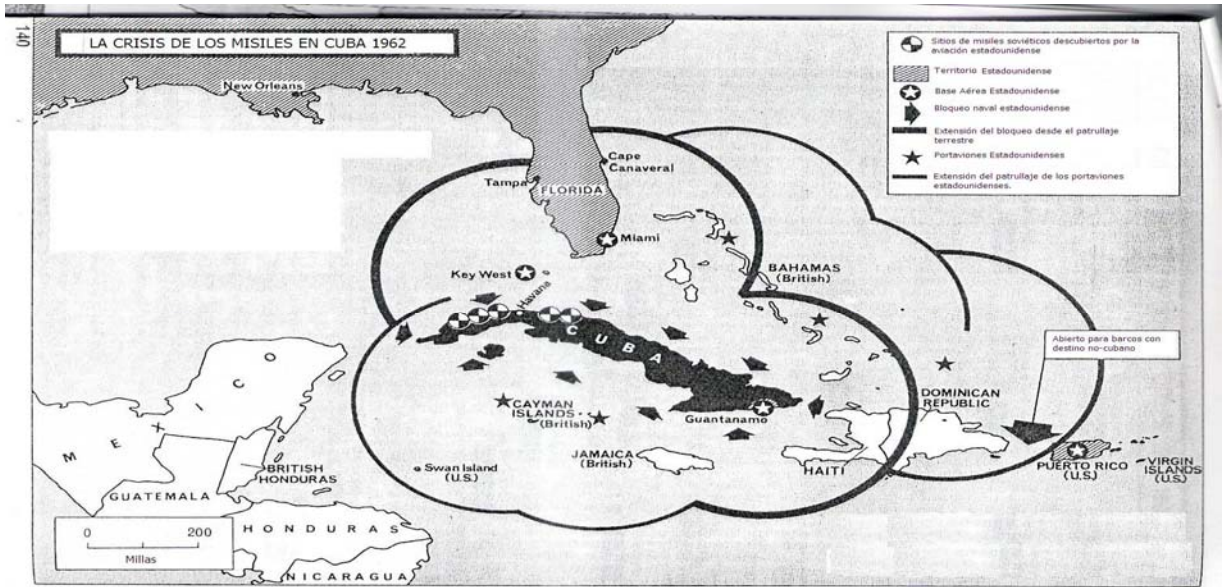 140
LA CRISIS DE LOS MISILES EN CUBA 1962
Sitios de misiles soviéticos descubiertos por la
aviación estadounidense
Territorio Estadounidense
Base Aérea Estadounidense
Bloqueo naval estadounidense
Extensión del bloqueo desde el patrullaje
terrestre
Portaviones Estadounidenses
Extensión del patrullaje de los portaviones
estadounidenses.
New Orleans
Cape
Canaveral
Tampa
FLORIDA
Miami
Key West
Havana
BAHAMAS
(British)
CUBA
Abierto para barcos con
destino no-cubano
MEXICO
CAYMAN
ISLANDS
(British)
Guantanamo
DOMINICAN
REPUBLIC
JAMAICA
(British)
HAITI
PUERTO RICO
(U.S.)
VIRGIN
ISLANDS
(U.S.)
Swan Island
(U.S.)
BRITISH
HONDURAS
GUATEMALA
HONDURAS
NICARAGUA
0 200
Millas